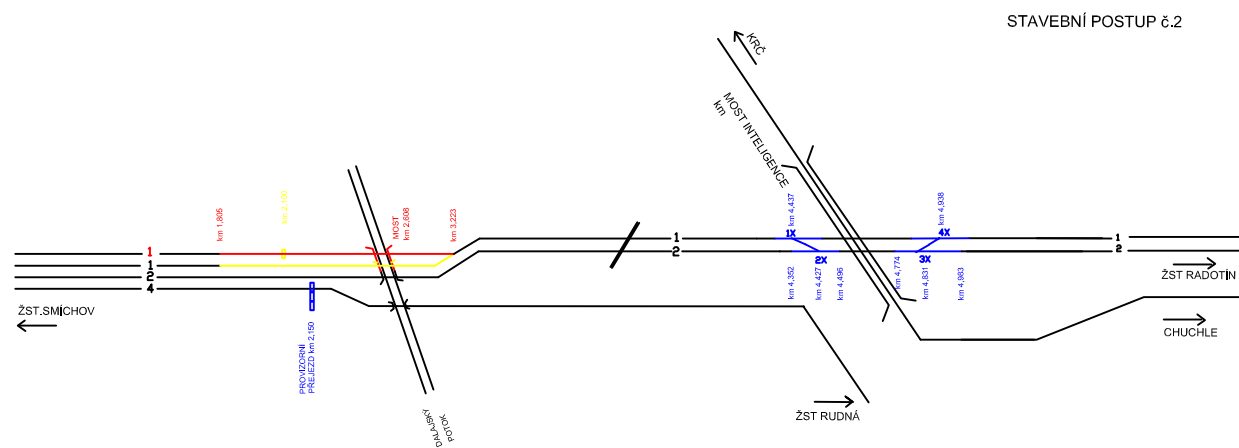 STAVEBNÍ POSTUP č.2
KRČ
MOST INTELIGENCE
km
km 1,805
km 2,100
MOST
km 2,608
km 3,223
km 4,437
km 4,938
1
1
2
4
1
2
1X
2X
4X
3X
1
2
km 4,352
km 4,427
km 4,496
km 4,774
km 4,831
km 4,983
ŽST.SMÍCHOV
ŽST RADOTÍN
CHUCHLE
PROVIZORNÍ
PŘEJEZD km 2,150
ŽST RUDNÁ
DALAJSKÝ
POTOK